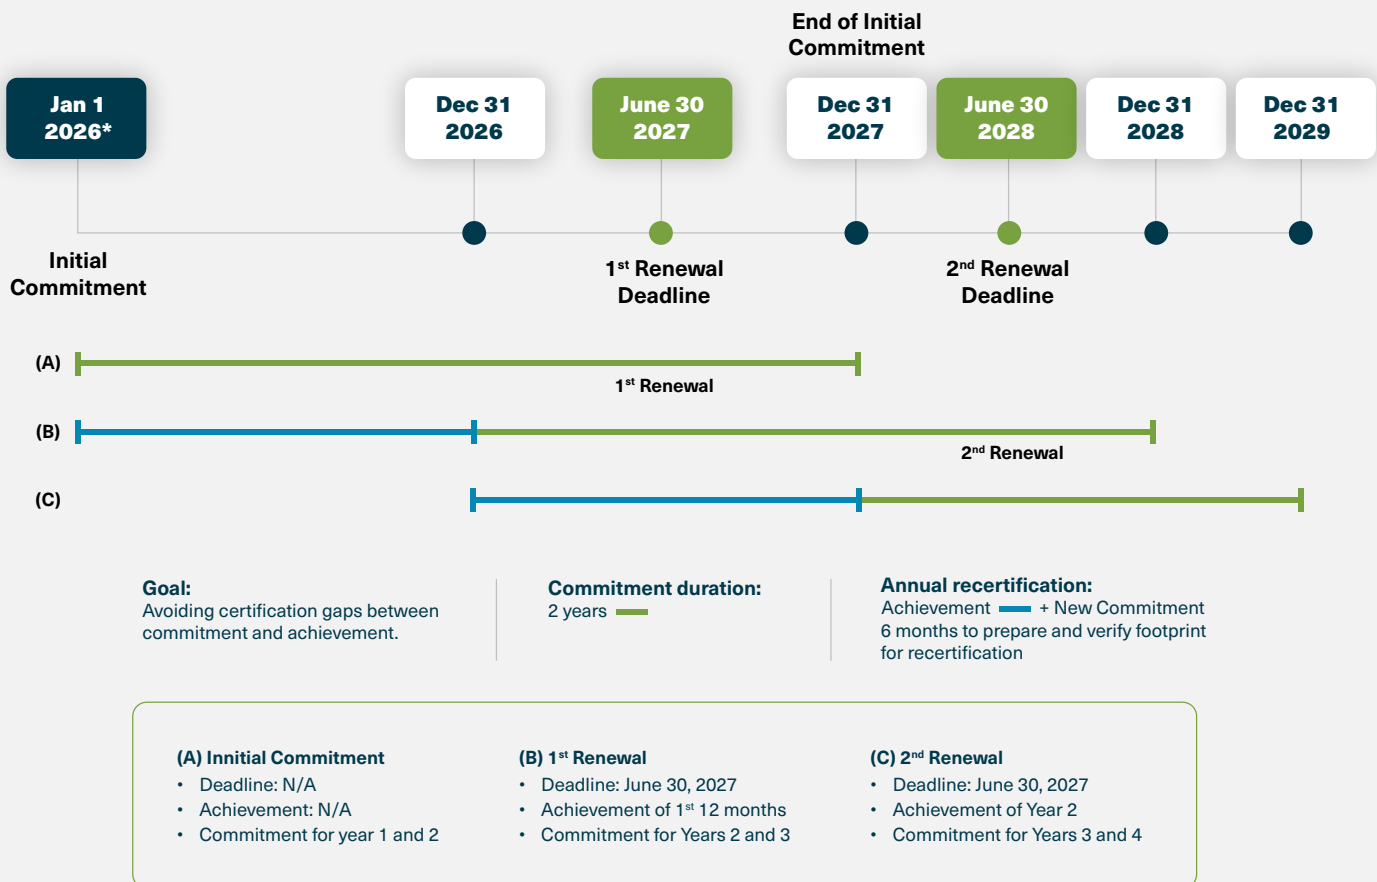 End of Initial
Commitment
Jan 1
2026*
Dec 31
2026
June 30
2027
Dec 31
2027
June 30
2028
Dec 31
2028
Dec 31
2029
Initial
Commitment
1st Renewal
Deadline
2nd Renewal
Deadline
(A)
1st Renewal
(B)
2nd Renewal
(C)
Goal:
Avoiding certification gaps between
commitment and achievement.
Commitment duration:
2 years
Annual recertification:
Achievement + New Commitment
6 months to prepare and verify footprint
for recertification
(A) Innitial Commitment
• Deadline: N/A
• Achievement: N/A
• Commitment for year 1 and 2
(B) 1st Renewal
• Deadline: June 30, 2027
• Achievement of 1st 12 months
• Commitment for Years 2 and 3
(C) 2nd Renewal
• Deadline: June 30, 2027
• Achievement of Year 2
• Commitment for Years 3 and 4